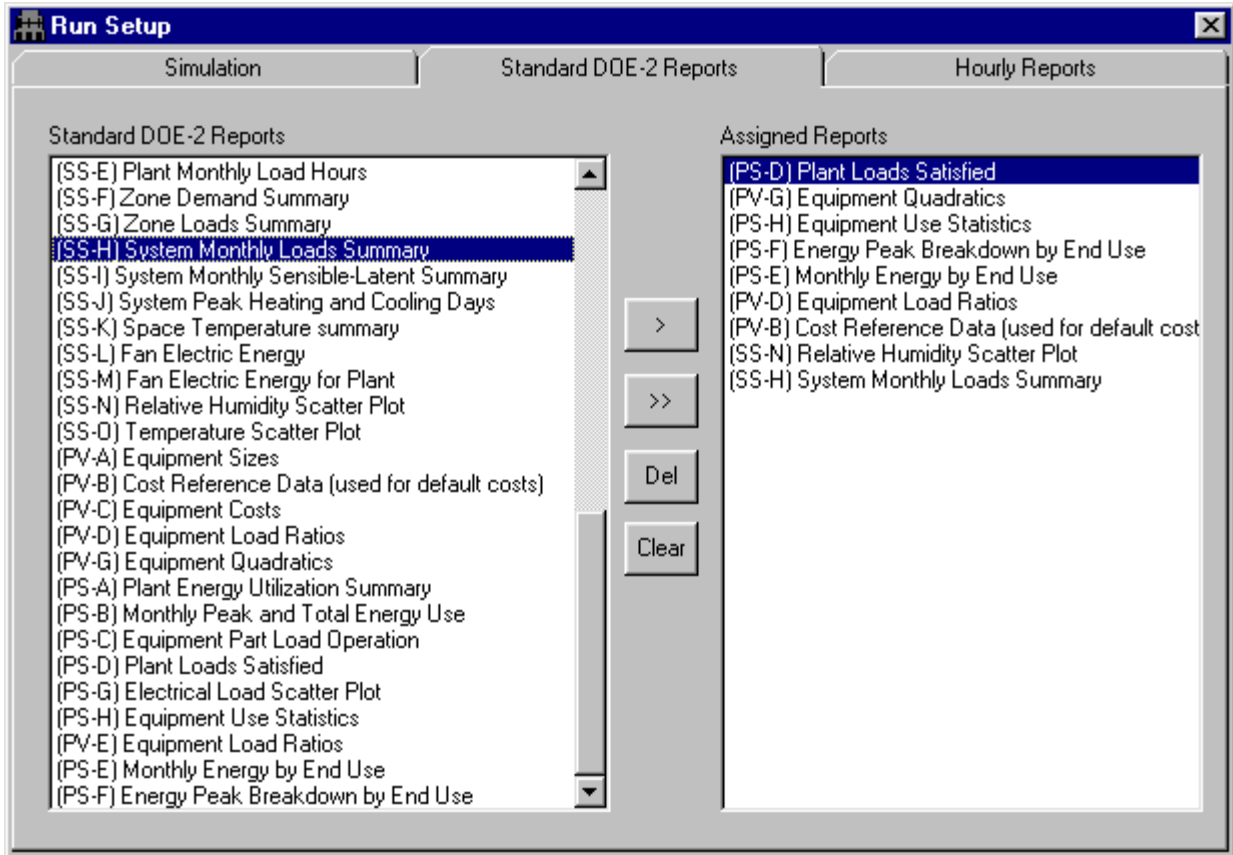 Run Setup
Simulation
Standard DOE-2 Reports
Hourly Reports
Standard DOE-2 Reports
(SS-E) Plant Monthly Load Hours
(SS-F) Zone Demand Summary
(SS-G) Zone Loads Summary
(SS-H) System Monthly Loads Summary
(SS-I) System Monthly Sensible-Latent Summary
(SS-J) System Peak Heating and Cooling Days
(SS-K) Space Temperature summary
(SS-L) Fan Electric Energy
(SS-M) Fan Electric Energy for Plant
(SS-N) Relative Humidity Scatter Plot
(SS-O) Temperature Scatter Plot
(PV-A) Equipment Sizes
(PV-B) Cost Reference Data (used for default costs)
(PV-C) Equipment Costs
(PV-D) Equipment Load Ratios
(PV-G) Equipment Quadratics
(PS-A) Plant Energy Utilization Summary
(PS-B) Monthly Peak and Total Energy Use
(PS-C) Equipment Part Load Operation
(PS-D) Plant Loads Satisfied
(PS-G) Electrical Load Scatter Plot
(PS-H) Equipment Use Statistics
(PV-E) Equipment Load Ratios
(PS-E) Monthly Energy by End Use
(PS-F) Energy Peak Breakdown by End Use
>
>>
Del
Clear
Assigned Reports
(PS-D) Plant Loads Satisfied
(PV-G) Equipment Quadratics
(PS-H) Equipment Use Statistics
(PS-F) Energy Peak Breakdown by End Use
(PS-E) Monthly Energy by End Use
(PV-D) Equipment Load Ratios
(PV-B) Cost Reference Data (used for default cost
(SS-N) Relative Humidity Scatter Plot
(SS-H) System Monthly Loads Summary